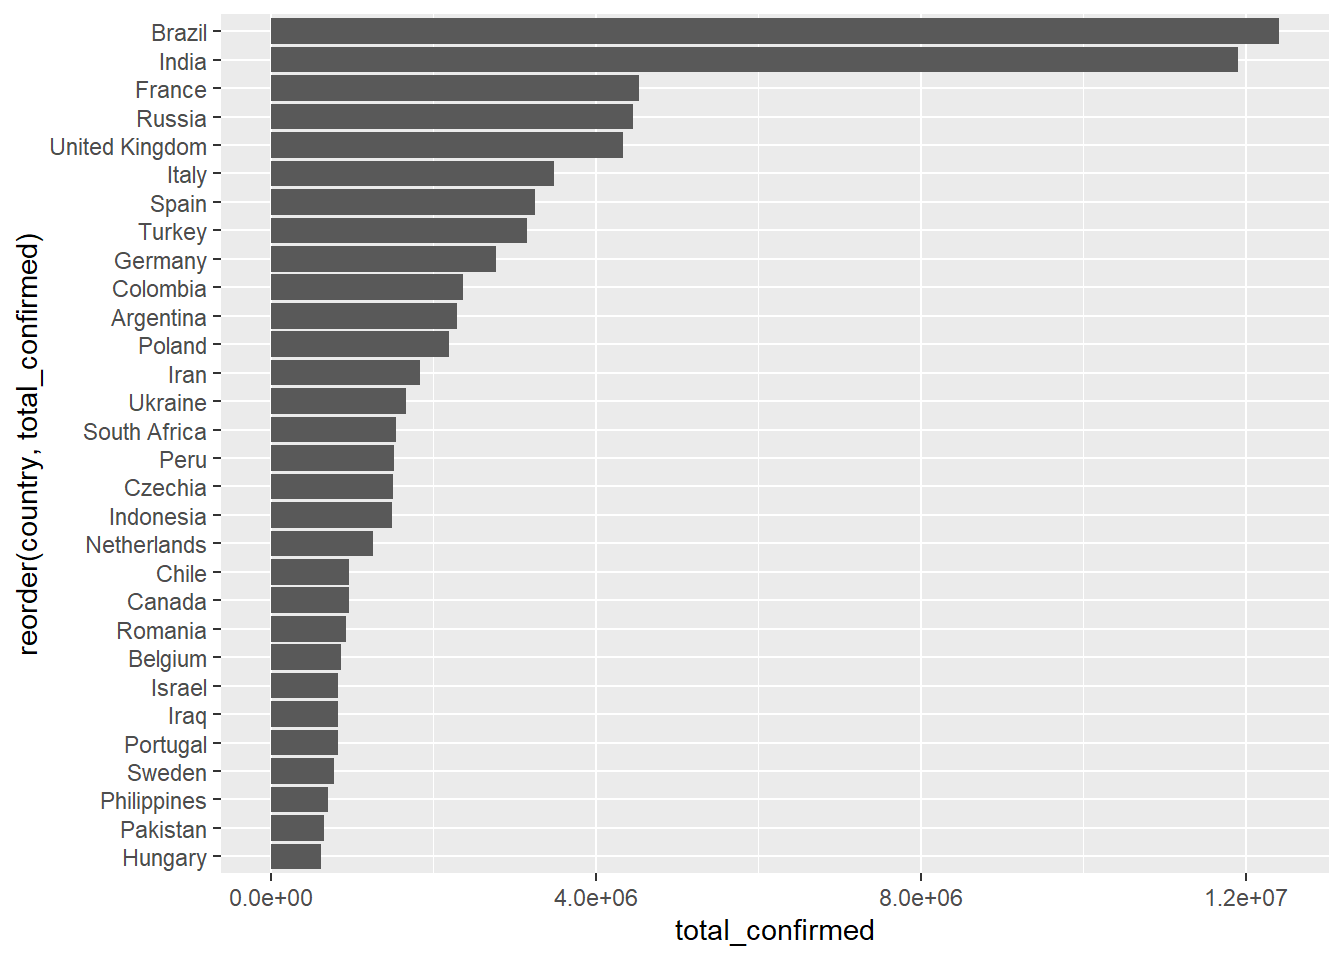 reorder(country, total_confirmed)
Brazil
India
France
Russia
United Kingdom
Italy
Spain
Turkey
Germany
Colombia
Argentina
Poland
Iran
Ukraine
South Africa
Peru
Czechia
Indonesia
Netherlands
Chile
Canada
Romania
Belgium
Israel
Iraq
Portugal
Sweden
Philippines
Pakistan
Hungary
0.0e+00 4.0e+06 8.0e+06 1.2e+07
total_confirmed